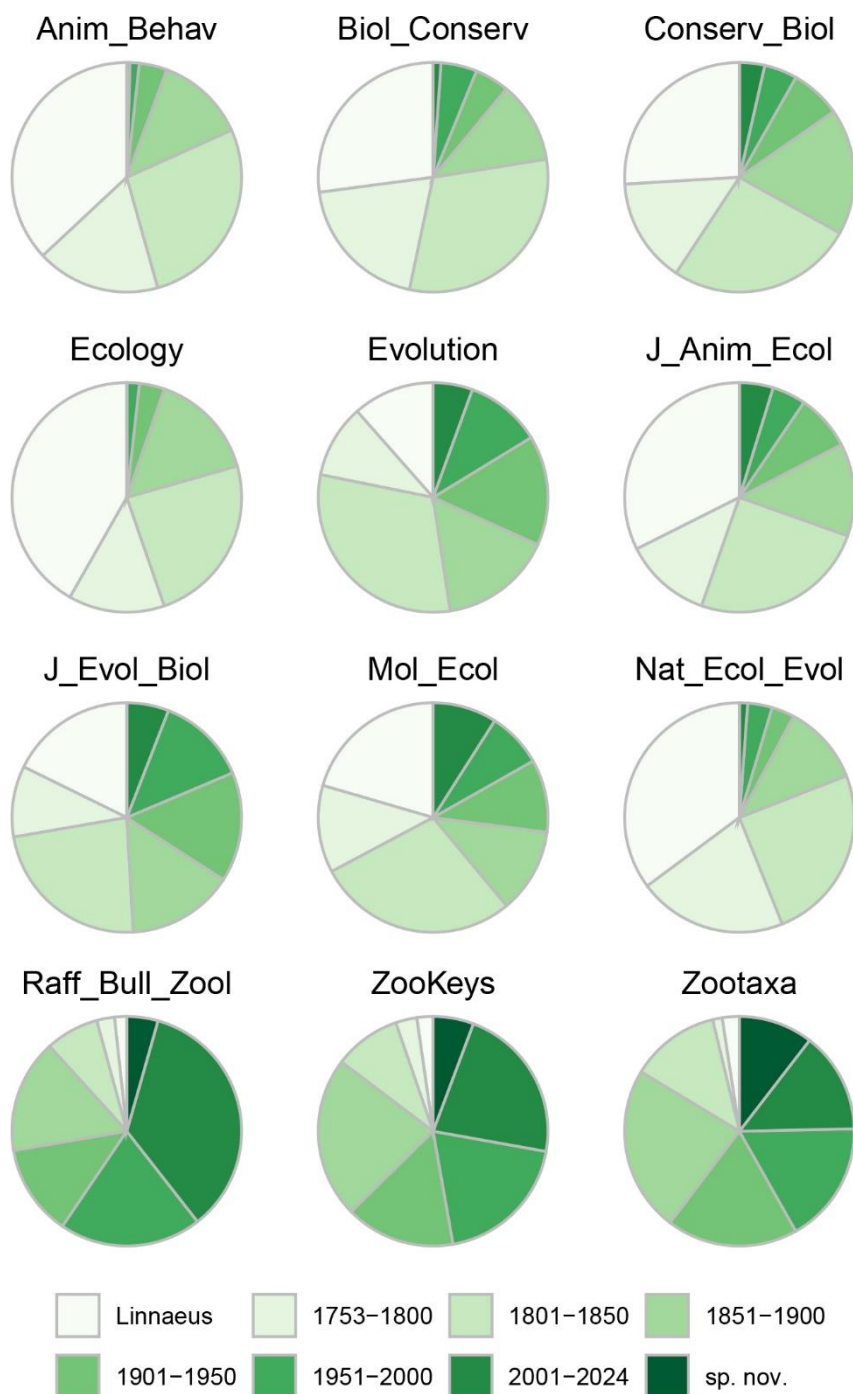 Anim_Behav Biol_Conserv Conserv_Biol
Ecology Evolution J_Anim_Ecol
J_Evol_Biol Mol_Ecol Nat_Ecol_Evol
Raff_Bull_Zool ZooKeys Zootaxa
Linnaeus 1753−1800 1801−1850 1851−1900
1901−1950 1951−2000 2001−2024 sp. nov.